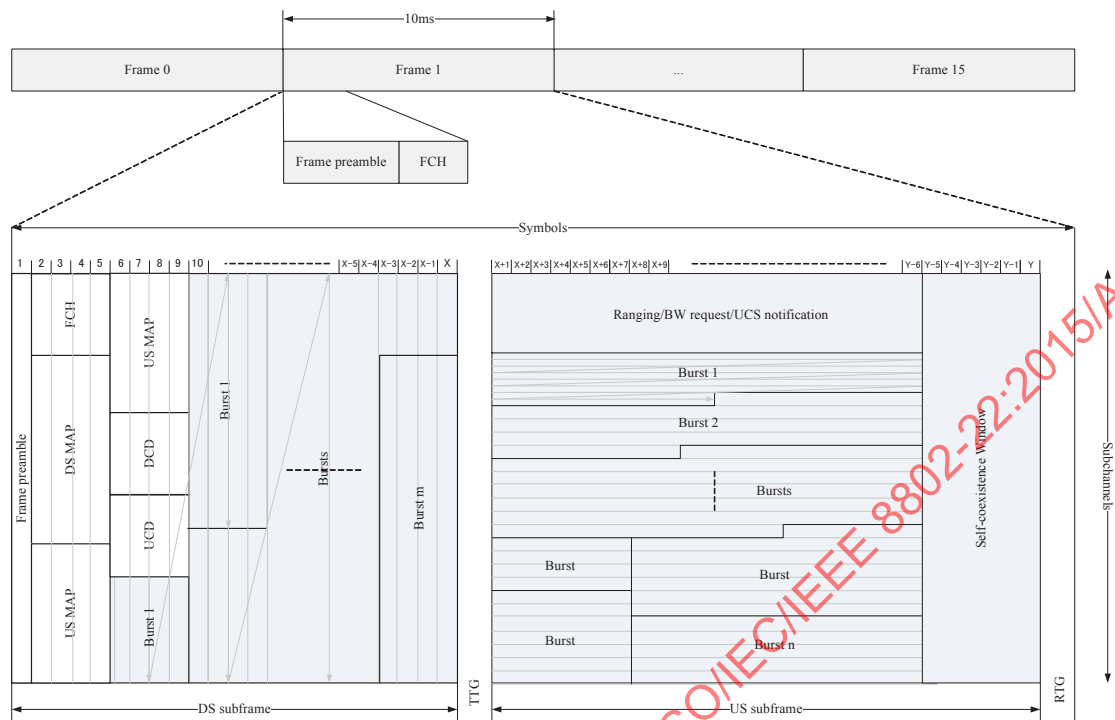 10ms
Frame 0
Frame 1
...
Frame 15
Frame preamble
FCH
Symbols
1 2 3 4 5 6 7 8 9 10
X-5 X-4 X-3 X-2 X-1 X
X+1 X+2 X+3 X+4 X+5 X+6 X+7 X+8 X+9
Y-6 Y-5 Y-4 Y-3 Y-2 Y-1 Y
Frame preamble
FCH
DS MAP
US MAP
US MAP
DCD
UCD
Burst 1
Burst 1
Bursts
Burst m
TTG
Ranging/BW request/UCS notification
Burst 1
Burst 2
Bursts
Burst
Burst
Burst
Burst n
Self-coexistence Window
RTG
Subchannels
DS subframe
US subframe
ISO/IEC/IEEE 8802-22:2015/A